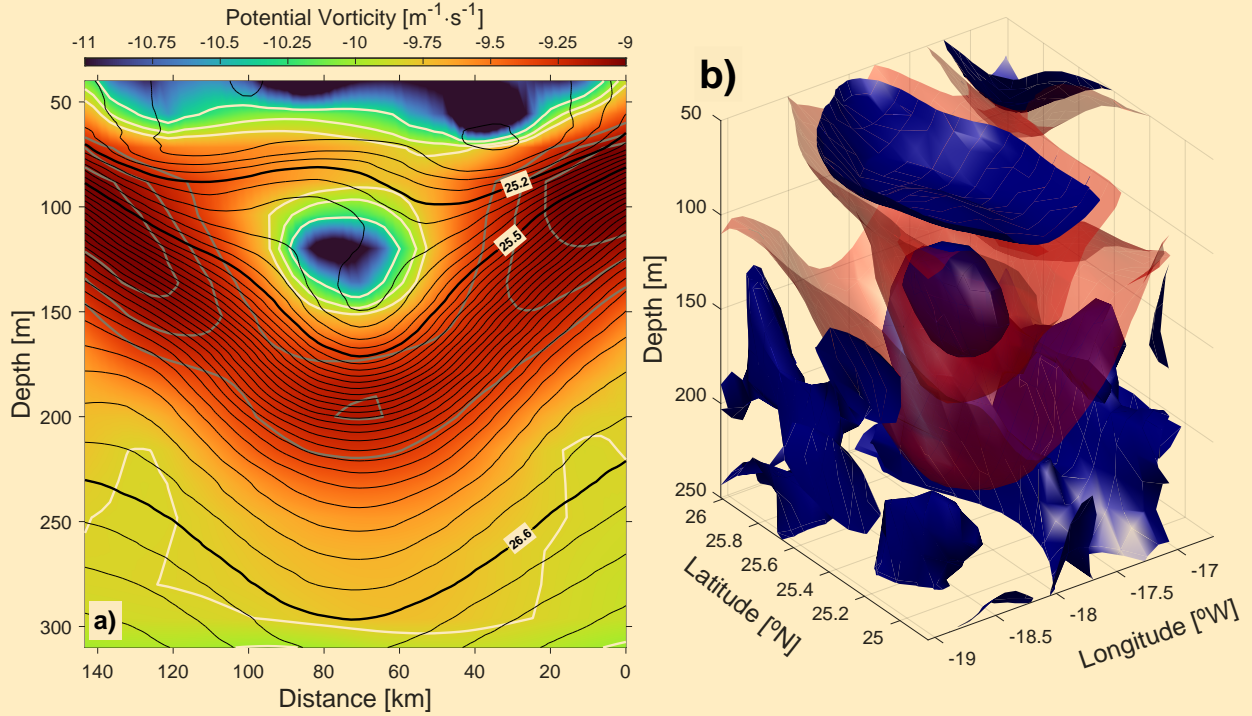 Potential Vorticity [m⁻¹·s⁻¹]
-11 -10.75 -10.5 -10.25 -10 -9.75 -9.5 -9.25 -9
50
100
150
200
250
300
Depth [m]
25.2
25.5
26.6
a)
140 120 100 80 60 40 20 0
Distance [km]
b)
50
100
150
200
250
Depth [m]
26
25.8
25.6
25.4
25.2
25
Latitude [ºN]
-19
-18.5
-18
-17.5
-17
Longitude [ºW]